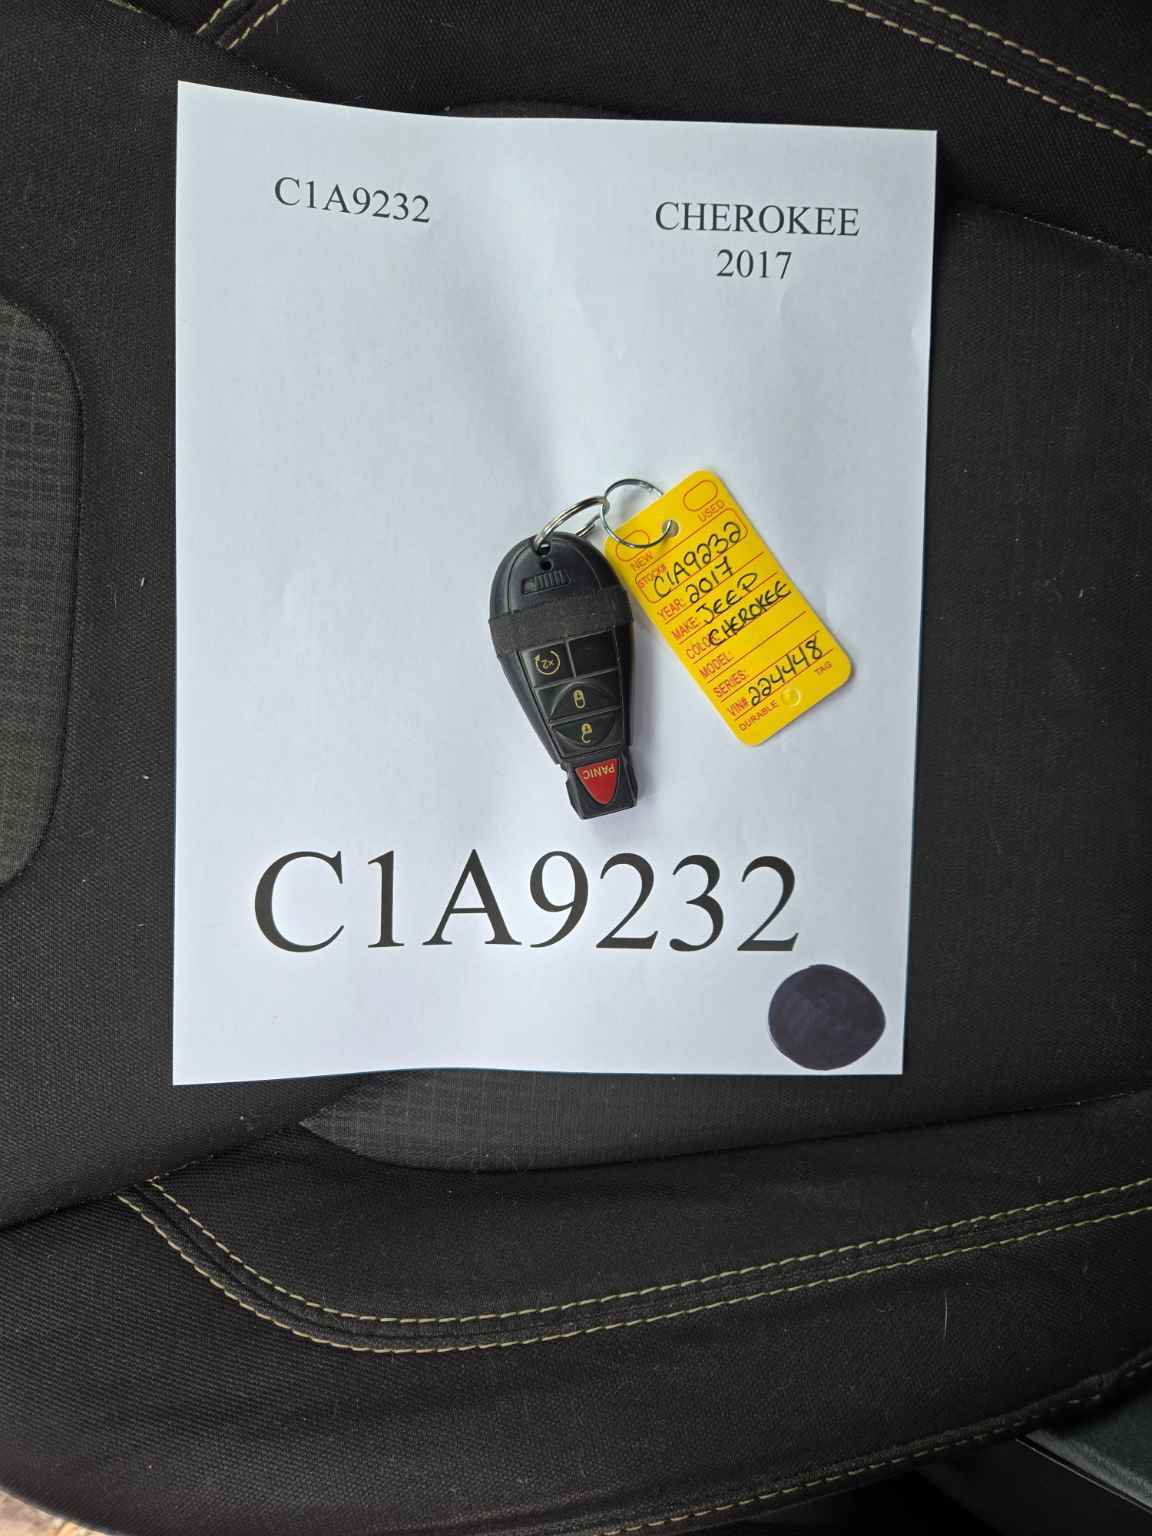 C1A9232
CHEROKEE
2017
USED
NEW
STOCK# C1A9232
YEAR: 2017
MAKE: JEEP
COLOR: CHEROKEE
MODEL:
SERIES:
VIN# 224448
DURABLE TAG
x2
PANIC
C1A9232